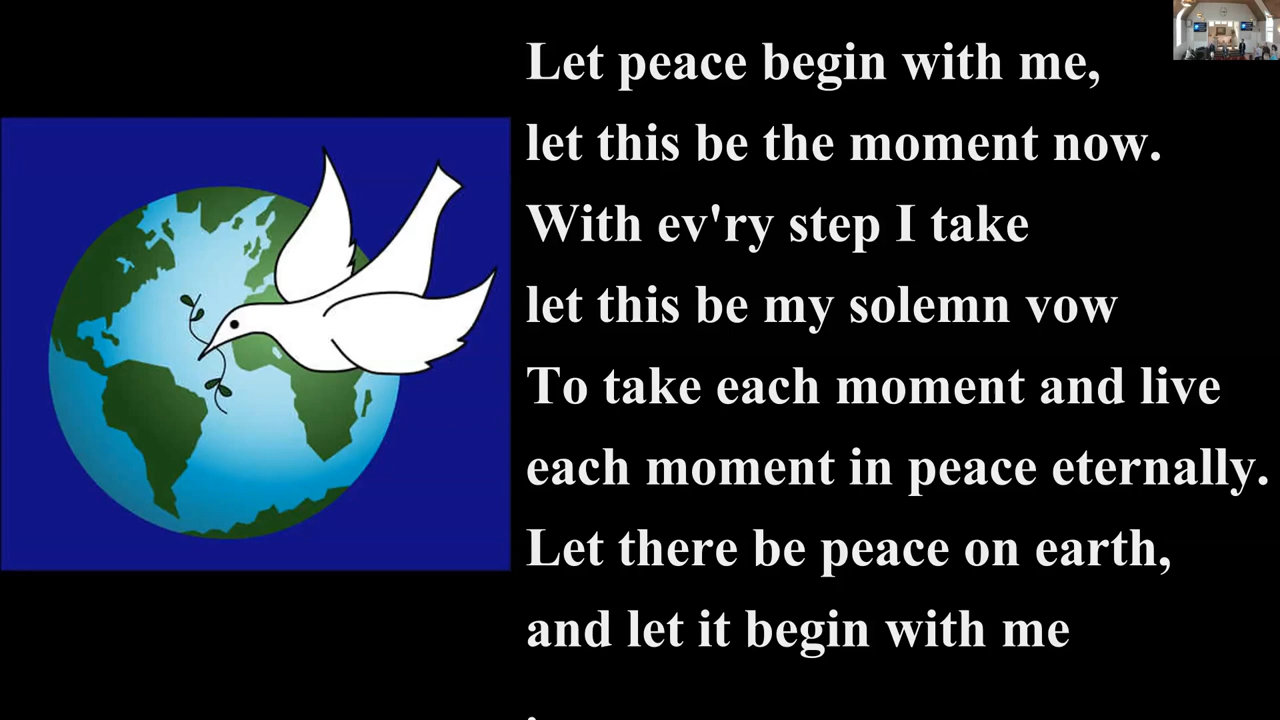 Let peace begin with me,
let this be the moment now.
With ev'ry step I take
let this be my solemn vow
To take each moment and live
each moment in peace eternally.
Let there be peace on earth,
and let it begin with me
.